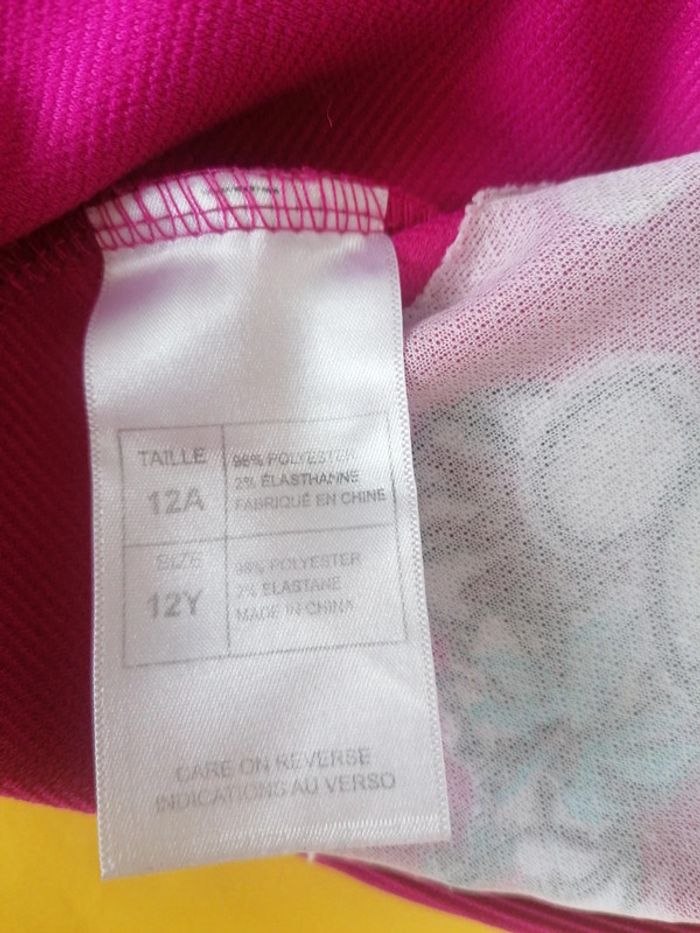 TAILLE
12A
98% POLYESTER
2% ÉLASTHANNE
FABRIQUÉ EN CHINE
SIZE
12Y
98% POLYESTER
2% ELASTANE
MADE IN CHINA
CARE ON REVERSE
INDICATIONS AU VERSO